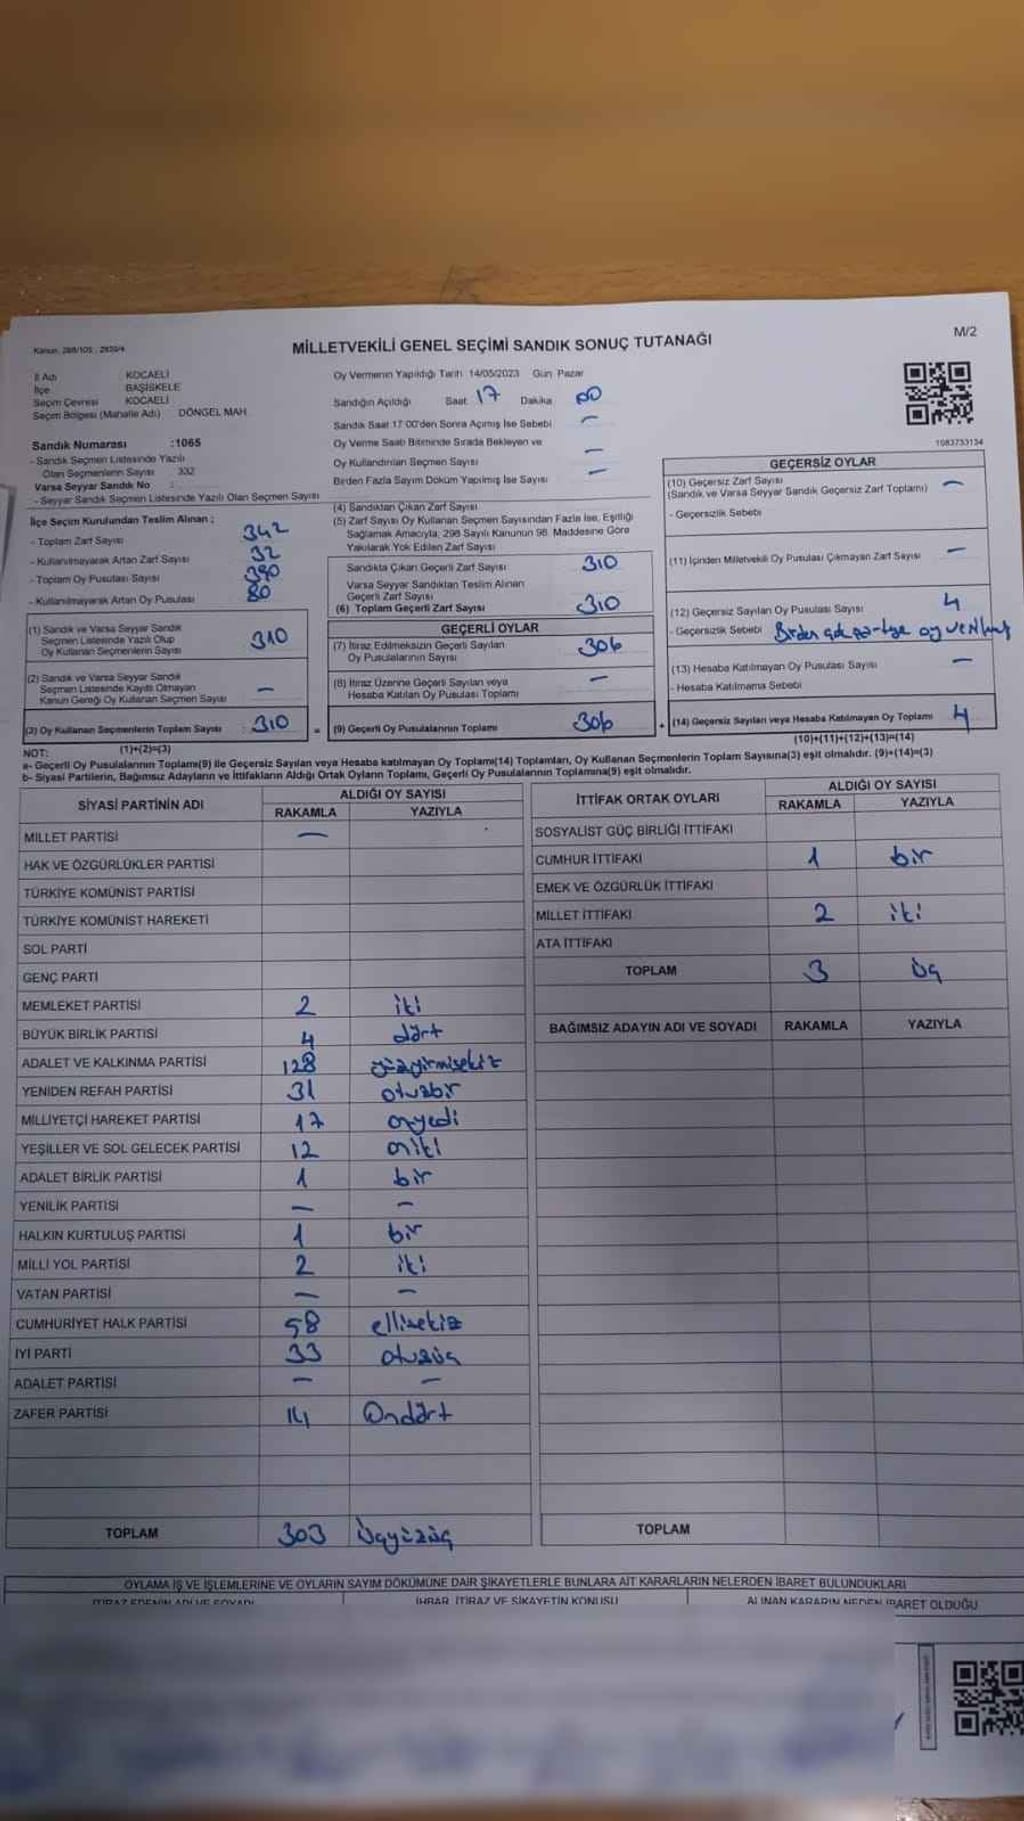 M/2
Kanun: 298/105 , 2820/4
MİLLETVEKİLİ GENEL SEÇİMİ SANDIK SONUÇ TUTANAĞI
İl Adı : KOCAELİ
İlçe : BAŞİSKELE
Seçim Çevresi : KOCAELİ
Seçim Bölgesi (Mahalle Adı) : DÖNGEL MAH.
Sandık Numarası :1065
- Sandık Seçmen Listesinde Yazılı
Olan Seçmenlerin Sayısı : 332
Varsa Seyyar Sandık No :
- Seyyar Sandık Seçmen Listesinde Yazılı Olan Seçmen Sayısı
İlçe Seçim Kurulundan Teslim Alınan ;
- Toplam Zarf Sayısı 342
- Kullanılmayarak Artan Zarf Sayısı 32
- Toplam Oy Pusulası Sayısı 390
- Kullanılmayarak Artan Oy Pusulası 80
(1) Sandık ve Varsa Seyyar Sandık
Seçmen Listesinde Yazılı Olup
Oy Kullanan Seçmenlerin Sayısı 310
(2) Sandık ve Varsa Seyyar Sandık
Seçmen Listesinde Kayıtlı Olmayan
Kanun Gereği Oy Kullanan Seçmen Sayısı -
(3) Oy Kullanan Seçmenlerin Toplam Sayısı : 310
(1)+(2)=(3)
Oy Vermenin Yapıldığı Tarih: 14/05/2023 Gün: Pazar
Sandığın Açıldığı Saat: 17 Dakika 00
Sandık Saat 17:00'den Sonra Açılmış İse Sebebi -
Oy Verme Saati Bitiminde Sırada Bekleyen ve
Oy Kullandırılan Seçmen Sayısı -
Birden Fazla Sayım Döküm Yapılmış İse Sayısı -
(4) Sandıktan Çıkan Zarf Sayısı
(5) Zarf Sayısı Oy Kullanan Seçmen Sayısından Fazla İse, Eşitliği
Sağlamak Amacıyla, 298 Sayılı Kanunun 98. Maddesine Göre
Yakılarak Yok Edilen Zarf Sayısı
Sandıkta Çıkan Geçerli Zarf Sayısı 310
Varsa Seyyar Sandıktan Teslim Alınan
Geçerli Zarf Sayısı
(6) Toplam Geçerli Zarf Sayısı 310
GEÇERLİ OYLAR
(7) İtiraz Edilmeksizin Geçerli Sayılan
Oy Pusulalarının Sayısı 306
(8) İtiraz Üzerine Geçerli Sayılan veya
Hesaba Katılan Oy Pusulası Toplamı -
= (9) Geçerli Oy Pusulalarının Toplamı 306
1083733134
GEÇERSİZ OYLAR
(10) Geçersiz Zarf Sayısı
(Sandık ve Varsa Seyyar Sandık Geçersiz Zarf Toplamı) -
- Geçersizlik Sebebi
(11) İçinden Milletvekili Oy Pusulası Çıkmayan Zarf Sayısı -
(12) Geçersiz Sayılan Oy Pusulası Sayısı 4
- Geçersizlik Sebebi Birden çok partiye oy verilmiş
(13) Hesaba Katılmayan Oy Pusulası Sayısı -
- Hesaba Katılmama Sebebi
+ (14) Geçersiz Sayılan veya Hesaba Katılmayan Oy Toplamı 4
(10)+(11)+(12)+(13)=(14)
NOT:
a- Geçerli Oy Pusulalarının Toplamı(9) ile Geçersiz Sayılan veya Hesaba katılmayan Oy Toplamı(14) Toplamları, Oy Kullanan Seçmenlerin Toplam Sayısına(3) eşit olmalıdır. (9)+(14)=(3)
b- Siyasi Partilerin, Bağımsız Adayların ve İttifakların Aldığı Ortak Oyların Toplamı, Geçerli Oy Pusulalarının Toplamına(9) eşit olmalıdır.
SİYASİ PARTİNİN ADI ALDIĞI OY SAYISI
RAKAMLA YAZIYLA
MİLLET PARTİSİ -
HAK VE ÖZGÜRLÜKLER PARTİSİ
TÜRKİYE KOMÜNİST PARTİSİ
TÜRKİYE KOMÜNİST HAREKETİ
SOL PARTİ
GENÇ PARTİ
MEMLEKET PARTİSİ 2 iki
BÜYÜK BİRLİK PARTİSİ 4 dört
ADALET VE KALKINMA PARTİSİ 128 yüzyirmisekiz
YENİDEN REFAH PARTİSİ 31 otuzbir
MİLLİYETÇİ HAREKET PARTİSİ 17 onyedi
YEŞİLLER VE SOL GELECEK PARTİSİ 12 oniki
ADALET BİRLİK PARTİSİ 1 bir
YENİLİK PARTİSİ - -
HALKIN KURTULUŞ PARTİSİ 1 bir
MİLLİ YOL PARTİSİ 2 iki
VATAN PARTİSİ - -
CUMHURİYET HALK PARTİSİ 58 ellisekiz
İYİ PARTİ 33 otuzüç
ADALET PARTİSİ - -
ZAFER PARTİSİ 14 Ondört
TOPLAM 303 Üçyüzüç
İTTİFAK ORTAK OYLARI ALDIĞI OY SAYISI
RAKAMLA YAZIYLA
SOSYALİST GÜÇ BİRLİĞİ İTTİFAKI
CUMHUR İTTİFAKI 1 bir
EMEK VE ÖZGÜRLÜK İTTİFAKI
MİLLET İTTİFAKI 2 iki
ATA İTTİFAKI
TOPLAM 3 üç
BAĞIMSIZ ADAYIN ADI VE SOYADI RAKAMLA YAZIYLA
TOPLAM
OYLAMA İŞ VE İŞLEMLERİNE VE OYLARIN SAYIM DÖKÜMÜNE DAİR ŞİKAYETLERLE BUNLARA AİT KARARLARIN NELERDEN İBARET BULUNDUKLARI
İTİRAZ EDENİN ADI VE SOYADI İHBAR, İTİRAZ VE ŞİKAYETİN KONUSU ALINAN KARARIN NEDEN İBARET OLDUĞU